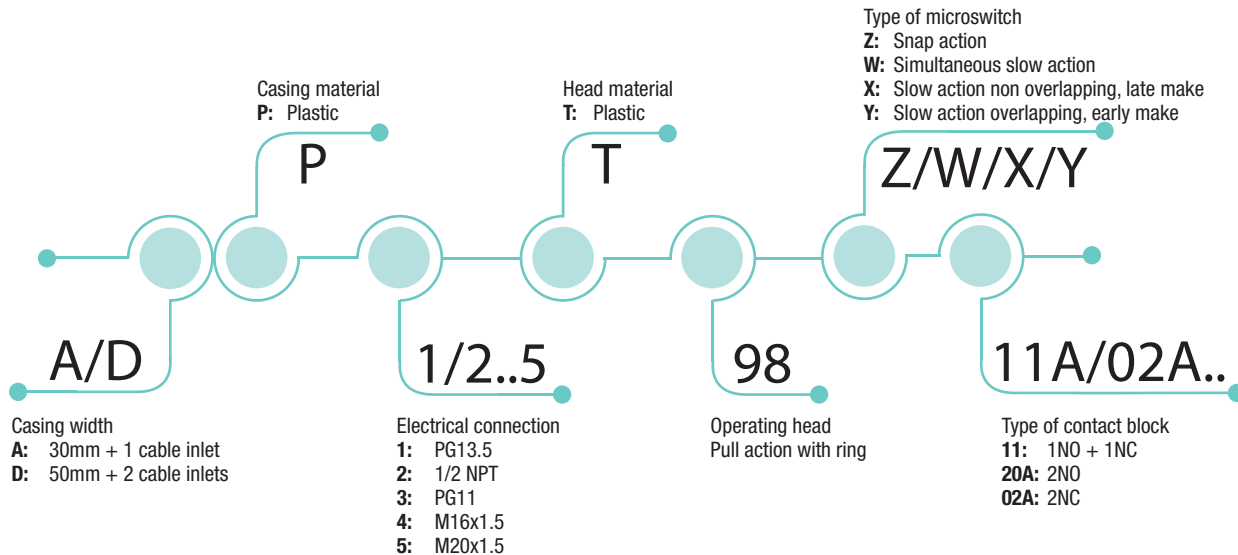 Type of microswitch
Z: Snap action
W: Simultaneous slow action
X: Slow action non overlapping, late make
Y: Slow action overlapping, early make
Casing material
P: Plastic
Head material
T: Plastic
P
T
Z/W/X/Y
A/D
1/2..5
98
11A/02A..
Casing width
A: 30mm + 1 cable inlet
D: 50mm + 2 cable inlets
Electrical connection
1: PG13.5
2: 1/2 NPT
3: PG11
4: M16x1.5
5: M20x1.5
Operating head
Pull action with ring
Type of contact block
11: 1NO + 1NC
20A: 2NO
02A: 2NC